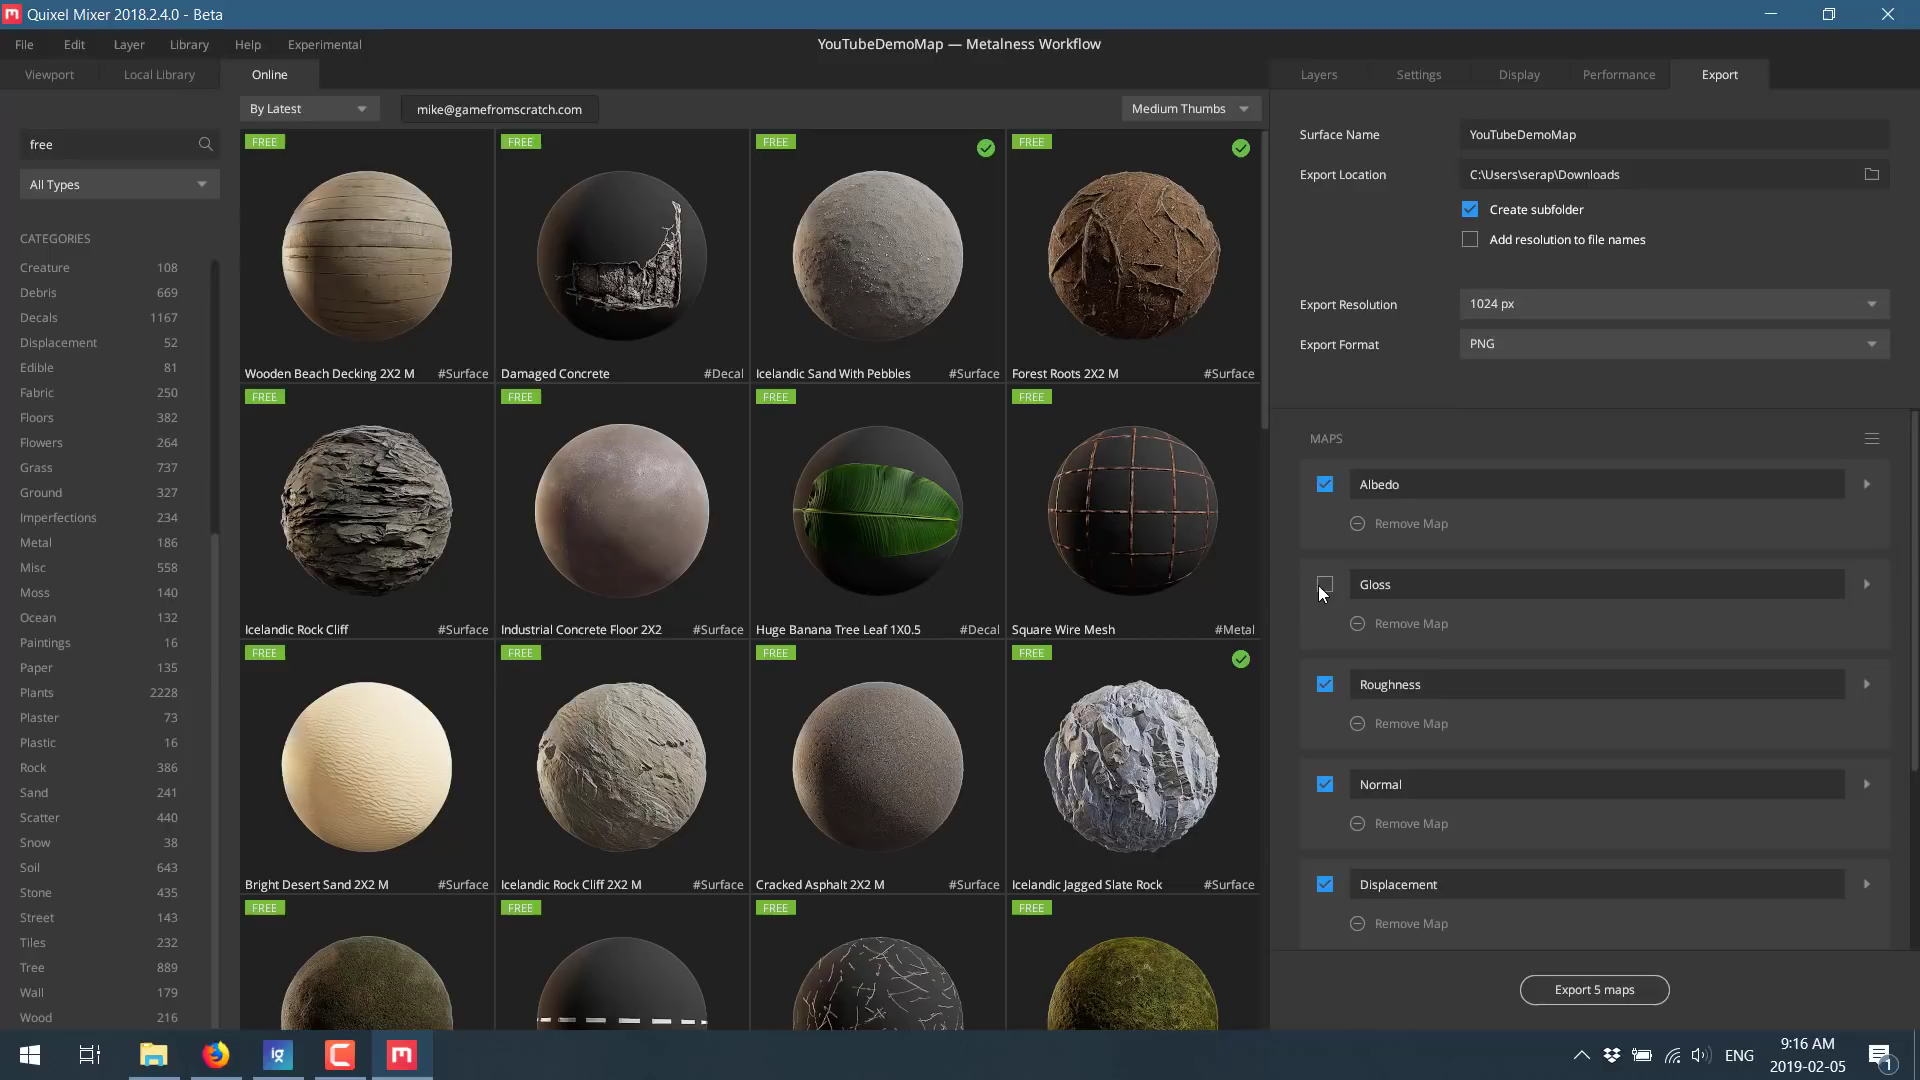 Quixel Mixer 2018.2.4.0 - Beta
File Edit Layer Library Help Experimental
YouTubeDemoMap — Metalness Workflow
Viewport Local Library Online
Layers Settings Display Performance Export
By Latest
mike@gamefromscratch.com
Medium Thumbs
free
All Types
CATEGORIES
Creature 108
Debris 669
Decals 1167
Displacement 52
Edible 81
Fabric 250
Floors 382
Flowers 264
Grass 737
Ground 327
Imperfections 234
Metal 186
Misc 558
Moss 140
Ocean 132
Paintings 16
Paper 135
Plants 2228
Plaster 73
Plastic 16
Rock 386
Sand 241
Scatter 440
Snow 38
Soil 643
Stone 435
Street 143
Tiles 232
Tree 889
Wall 179
Wood 216
FREE FREE FREE FREE
Wooden Beach Decking 2X2 M #Surface
Damaged Concrete #Decal
Icelandic Sand With Pebbles #Surface
Forest Roots 2X2 M #Surface
FREE FREE FREE FREE
Icelandic Rock Cliff #Surface
Industrial Concrete Floor 2X2 #Surface
Huge Banana Tree Leaf 1X0.5 #Decal
Square Wire Mesh #Metal
FREE FREE FREE FREE
Bright Desert Sand 2X2 M #Surface
Icelandic Rock Cliff 2X2 M #Surface
Cracked Asphalt 2X2 M #Surface
Icelandic Jagged Slate Rock #Surface
FREE FREE FREE FREE
Surface Name YouTubeDemoMap
Export Location C:\Users\serap\Downloads
Create subfolder
Add resolution to file names
Export Resolution 1024 px
Export Format PNG
MAPS
Albedo
Remove Map
Gloss
Remove Map
Roughness
Remove Map
Normal
Remove Map
Displacement
Remove Map
Export 5 maps
ig
ENG
9:16 AM
2019-02-05
1